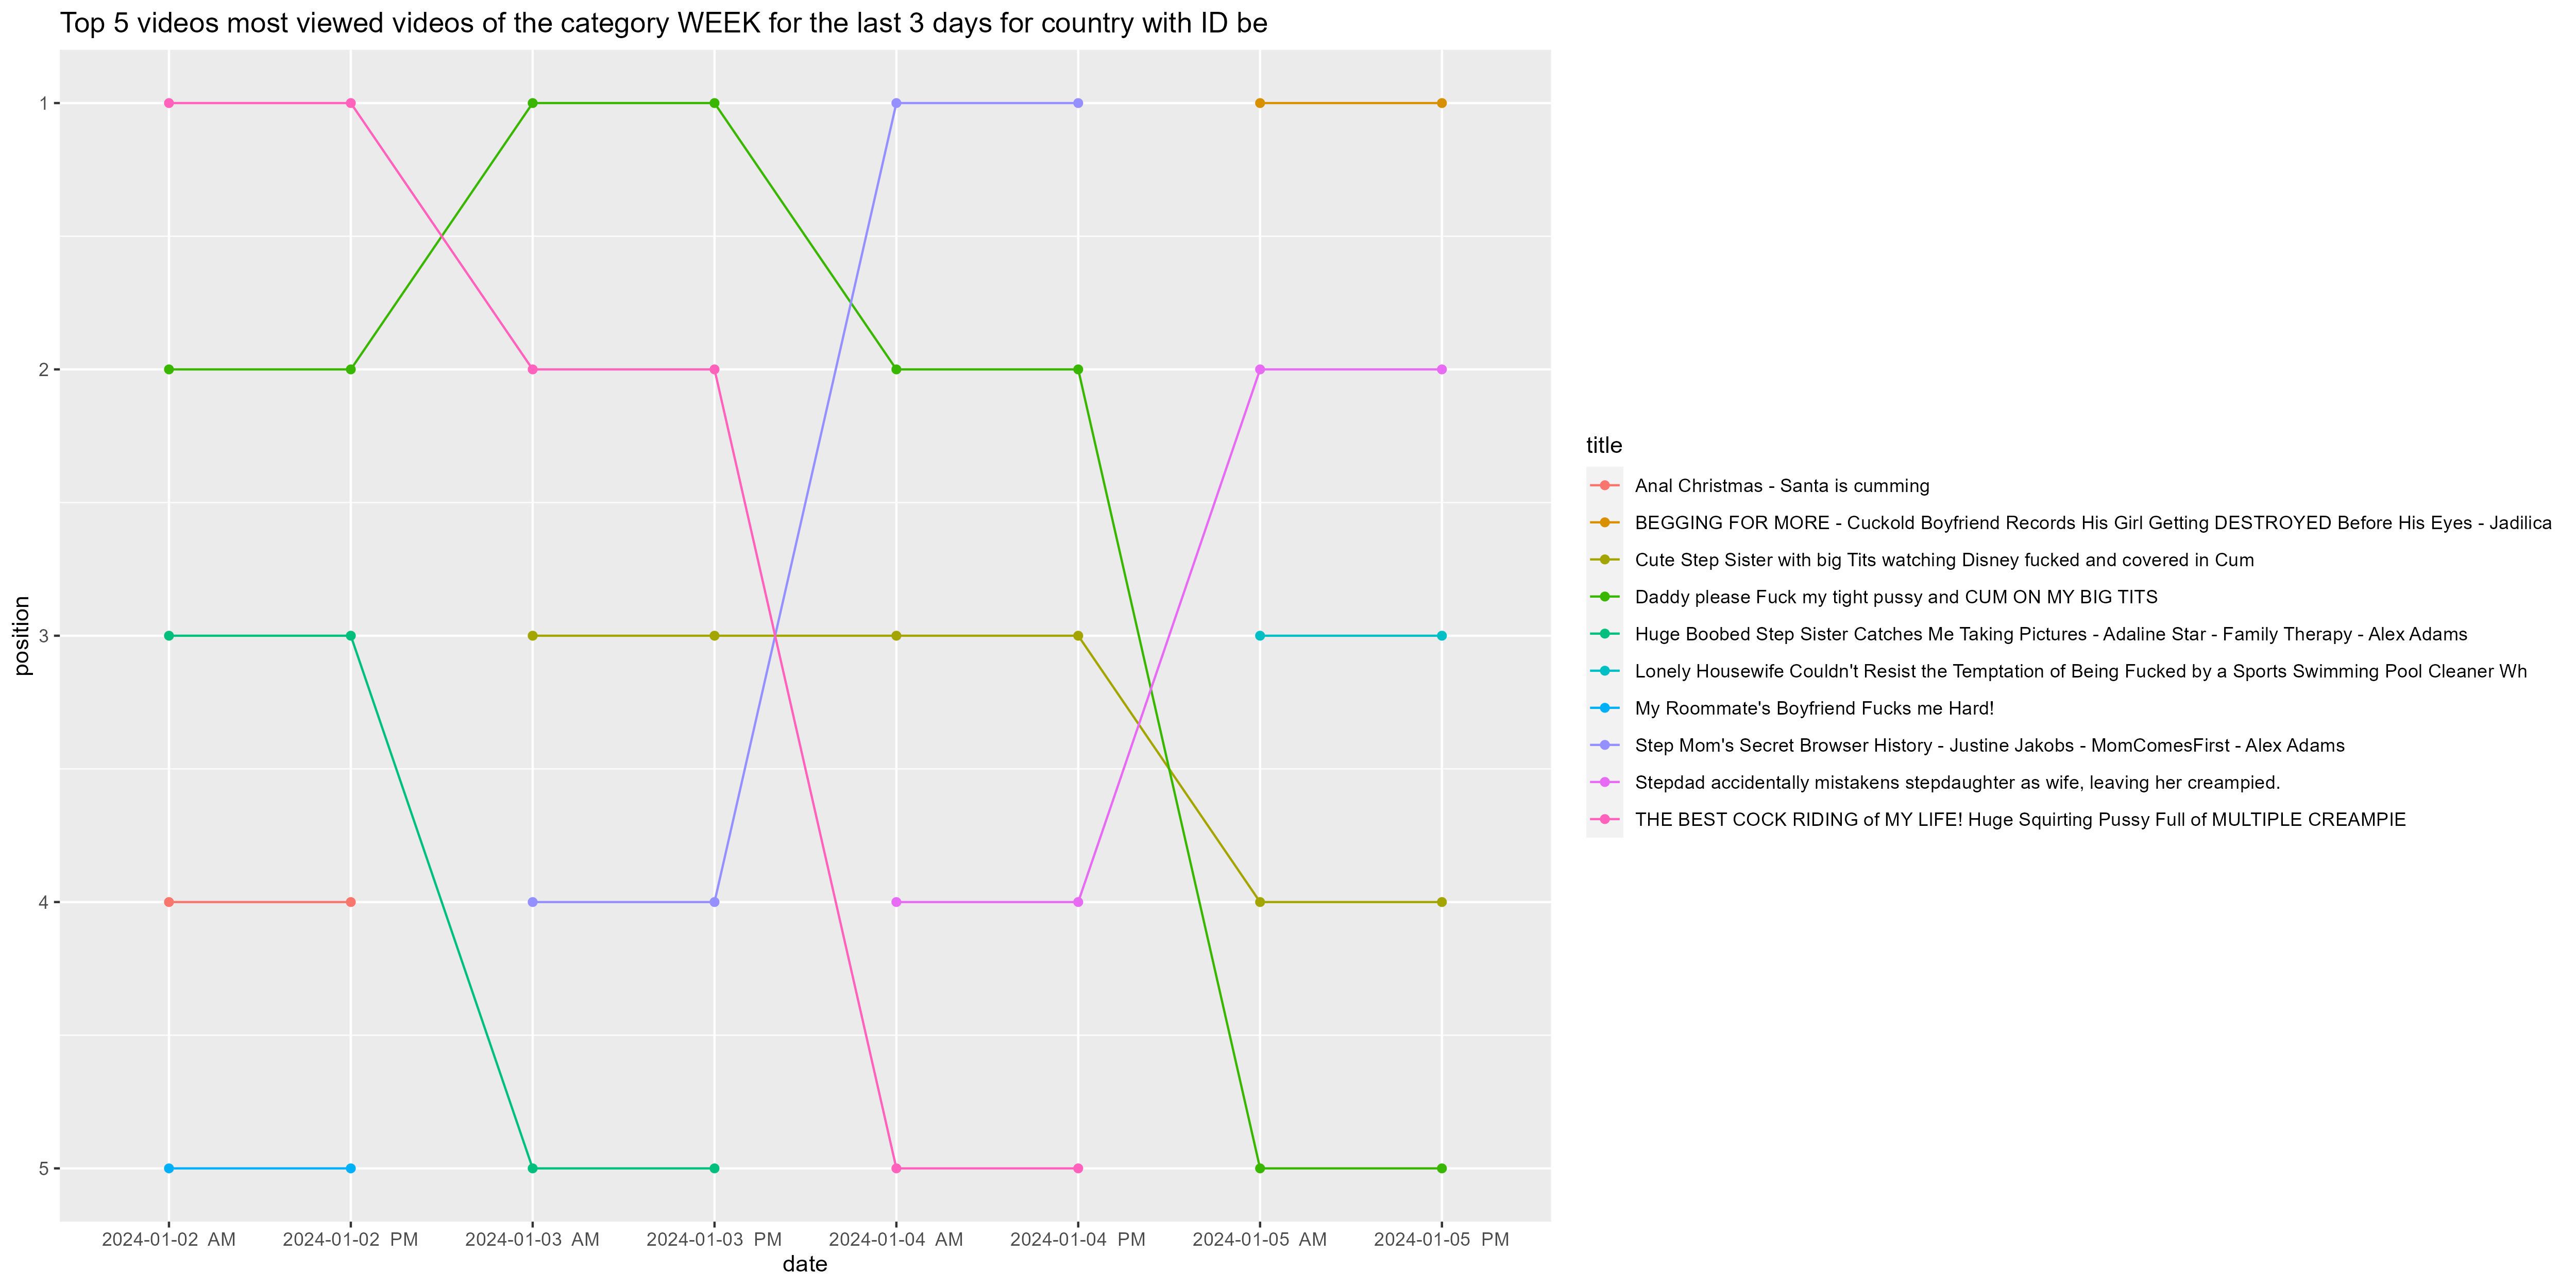 Top 5 videos most viewed videos of the category WEEK for the last 3 days for country with ID be
position
1
2
3
4
5
2024-01-02 AM
2024-01-02 PM
2024-01-03 AM
2024-01-03 PM
2024-01-04 AM
2024-01-04 PM
2024-01-05 AM
2024-01-05 PM
date
title
Anal Christmas - Santa is cumming
BEGGING FOR MORE - Cuckold Boyfriend Records His Girl Getting DESTROYED Before His Eyes - Jadilica
Cute Step Sister with big Tits watching Disney fucked and covered in Cum
Daddy please Fuck my tight pussy and CUM ON MY BIG TITS
Huge Boobed Step Sister Catches Me Taking Pictures - Adaline Star - Family Therapy - Alex Adams
Lonely Housewife Couldn't Resist the Temptation of Being Fucked by a Sports Swimming Pool Cleaner Wh
My Roommate's Boyfriend Fucks me Hard!
Step Mom's Secret Browser History - Justine Jakobs - MomComesFirst - Alex Adams
Stepdad accidentally mistakens stepdaughter as wife, leaving her creampied.
THE BEST COCK RIDING of MY LIFE! Huge Squirting Pussy Full of MULTIPLE CREAMPIE